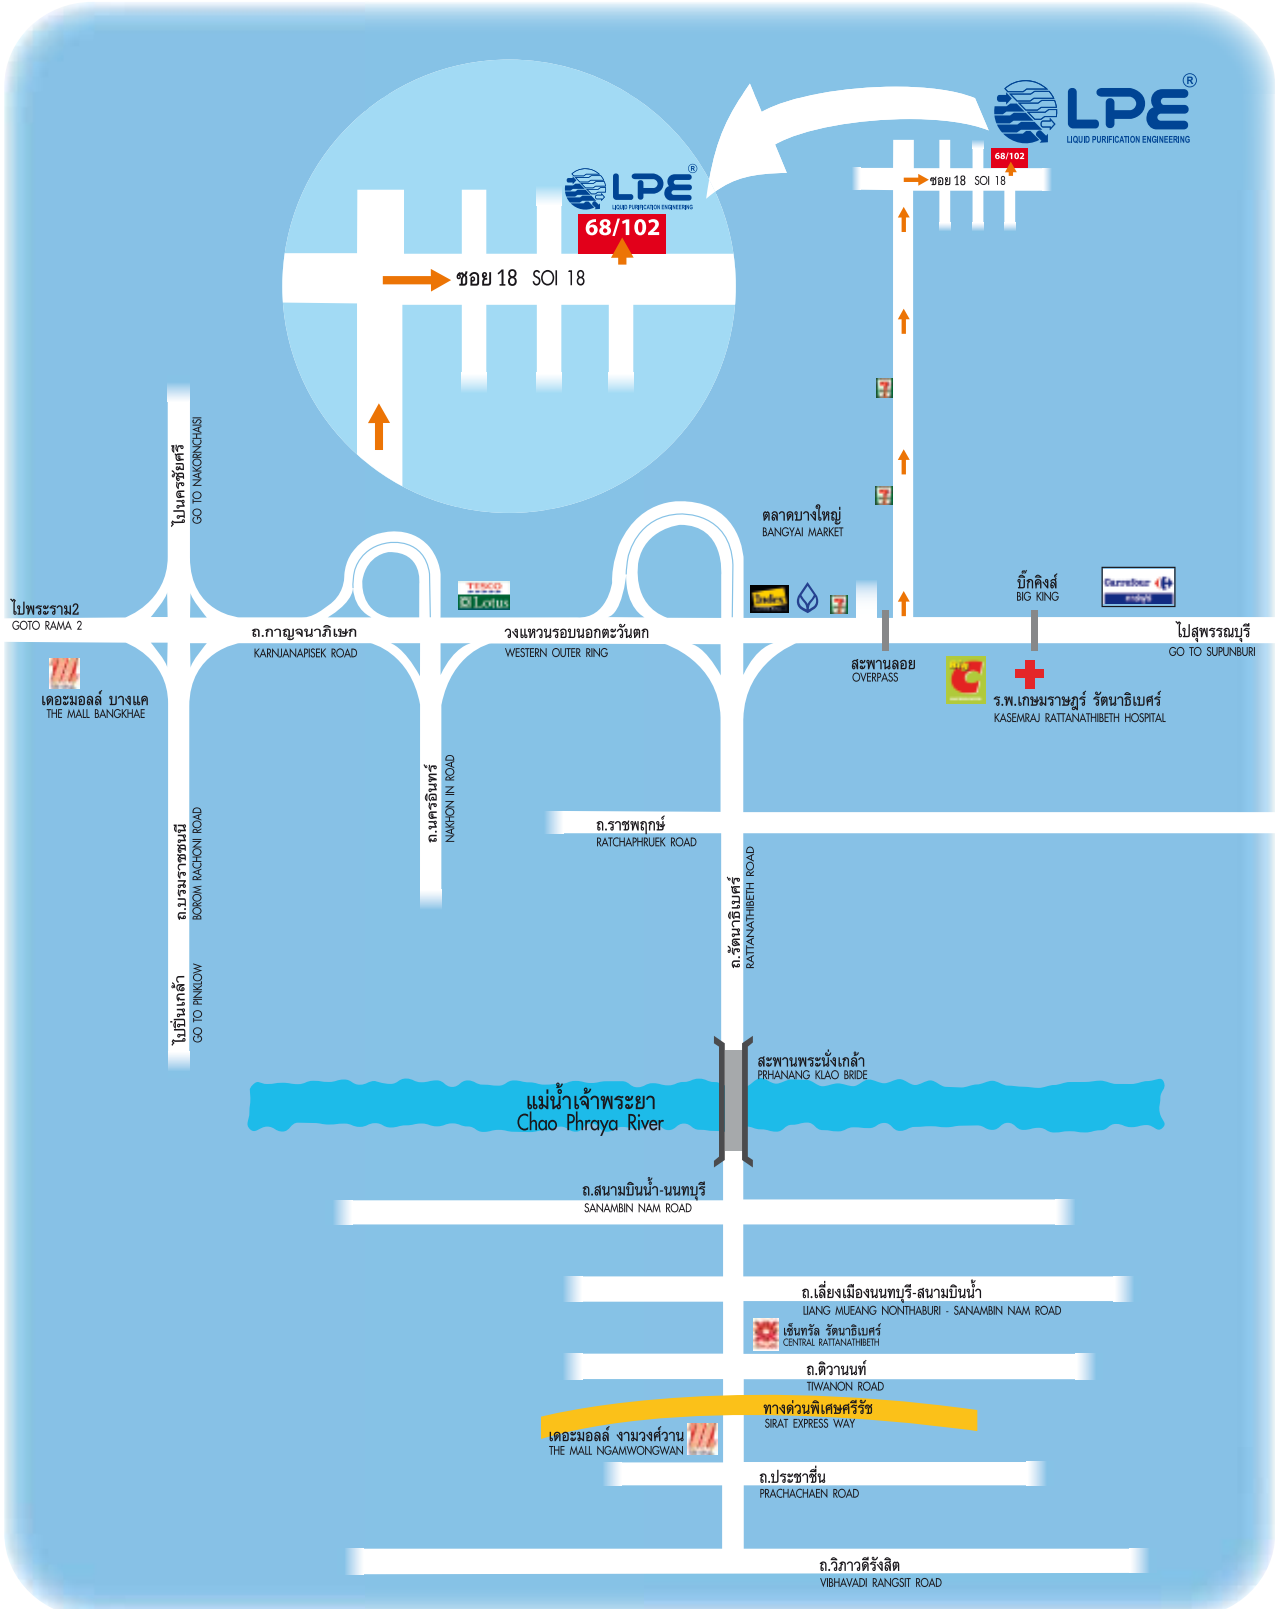 LPE®
LIQUID PURIFICATION ENGINEERING
68/102
ซอย 18 SOI 18
LPE®
LIQUID PURIFICATION ENGINEERING
68/102
ซอย 18 SOI 18
7
7
ไปนครชัยศรี
GO TO NAKORNCHAISI
ตลาดบางใหญ่
BANGYAI MARKET
TESCO
Lotus
Index
7
บิ๊กคิงส์
BIG KING
Carrefour
ไปพระราม2
GOTO RAMA 2
ถ.กาญจนาภิเษก
KARNJANAPISEK ROAD
วงแหวนรอบนอกตะวันตก
WESTERN OUTER RING
ไปสุพรรณบุรี
GO TO SUPUNBURI
สะพานลอย
OVERPASS
Big C
ร.พ.เกษมราษฎร์ รัตนาธิเบศร์
KASEMRAJ RATTANATHIBETH HOSPITAL
เดอะมอลล์ บางแค
THE MALL BANGKHAE
ถ.นครอินทร์
NAKHON IN ROAD
ถ.ราชพฤกษ์
RATCHAPHRUEK ROAD
ถ.บรมราชชนนี
BOROM RACHONI ROAD
ถ.รัตนาธิเบศร์
RATTANATHIBETH ROAD
ไปปิ่นเกล้า
GO TO PINKLOW
สะพานพระนั่งเกล้า
PRHANANG KLAO BRIDE
แม่น้ำเจ้าพระยา
Chao Phraya River
ถ.สนามบินน้ำ-นนทบุรี
SANAMBIN NAM ROAD
ถ.เลี่ยงเมืองนนทบุรี-สนามบินน้ำ
LIANG MUEANG NONTHABURI - SANAMBIN NAM ROAD
เซ็นทรัล รัตนาธิเบศร์
CENTRAL RATTANATHIBETH
ถ.ติวานนท์
TIWANON ROAD
ทางด่วนพิเศษศรีรัช
SIRAT EXPRESS WAY
เดอะมอลล์ งามวงศ์วาน
THE MALL NGAMWONGWAN
ถ.ประชาชื่น
PRACHACHAEN ROAD
ถ.วิภาวดีรังสิต
VIBHAVADI RANGSIT ROAD